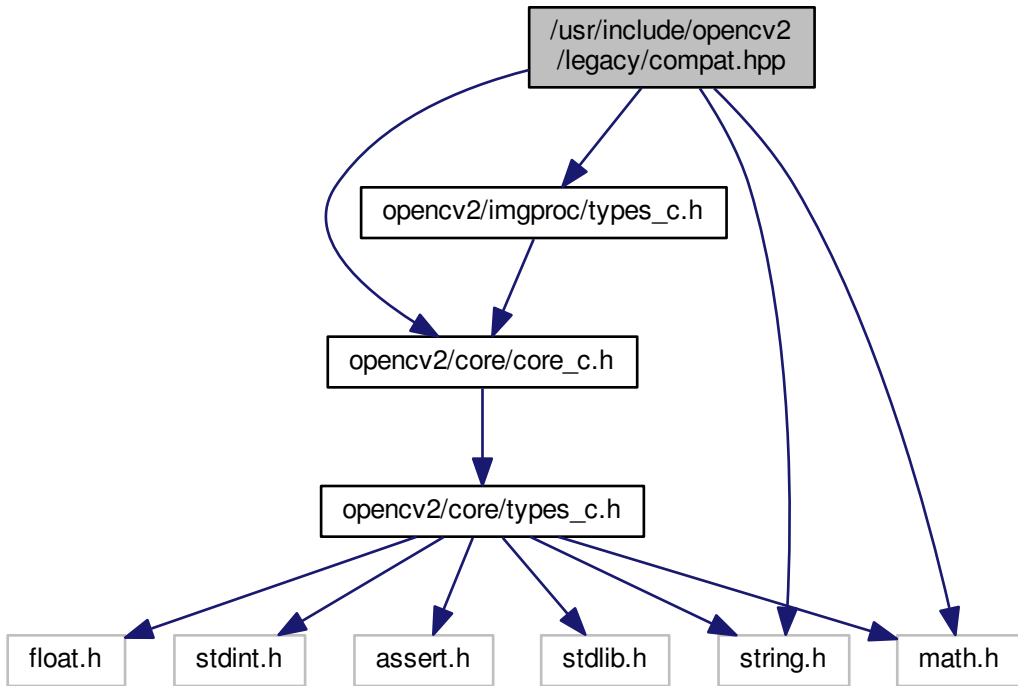 /usr/include/opencv2
/legacy/compat.hpp
opencv2/imgproc/types_c.h
opencv2/core/core_c.h
opencv2/core/types_c.h
float.h
stdint.h
assert.h
stdlib.h
string.h
math.h